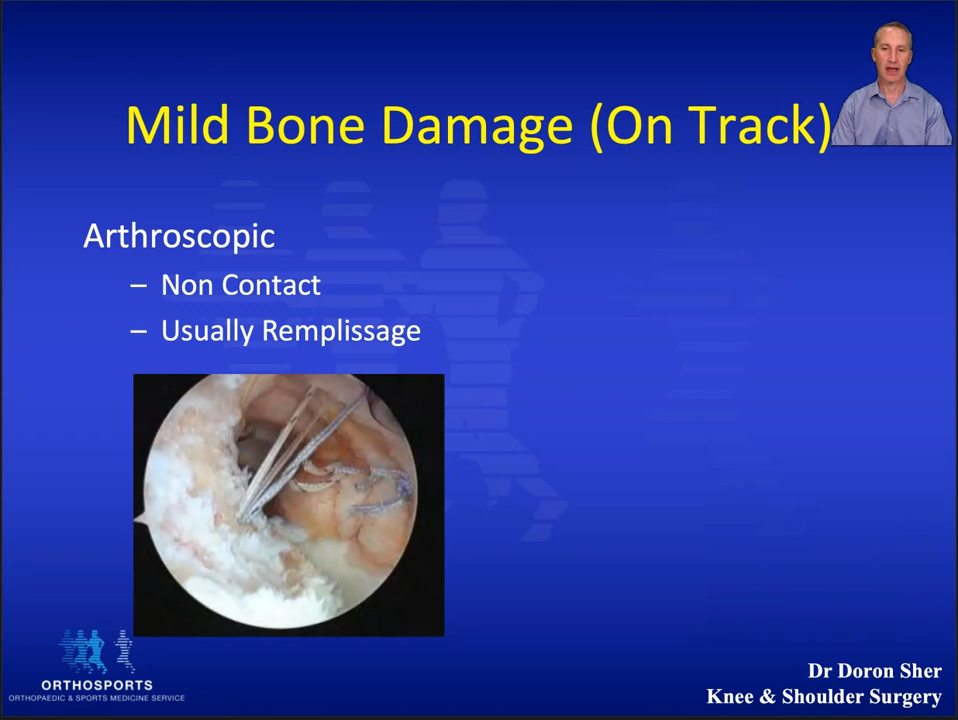 Mild Bone Damage (On Track)
Arthroscopic
– Non Contact
– Usually Remplissage
ORTHOSPORTS
ORTHOPAEDIC & SPORTS MEDICINE SERVICE
Dr Doron Sher
Knee & Shoulder Surgery